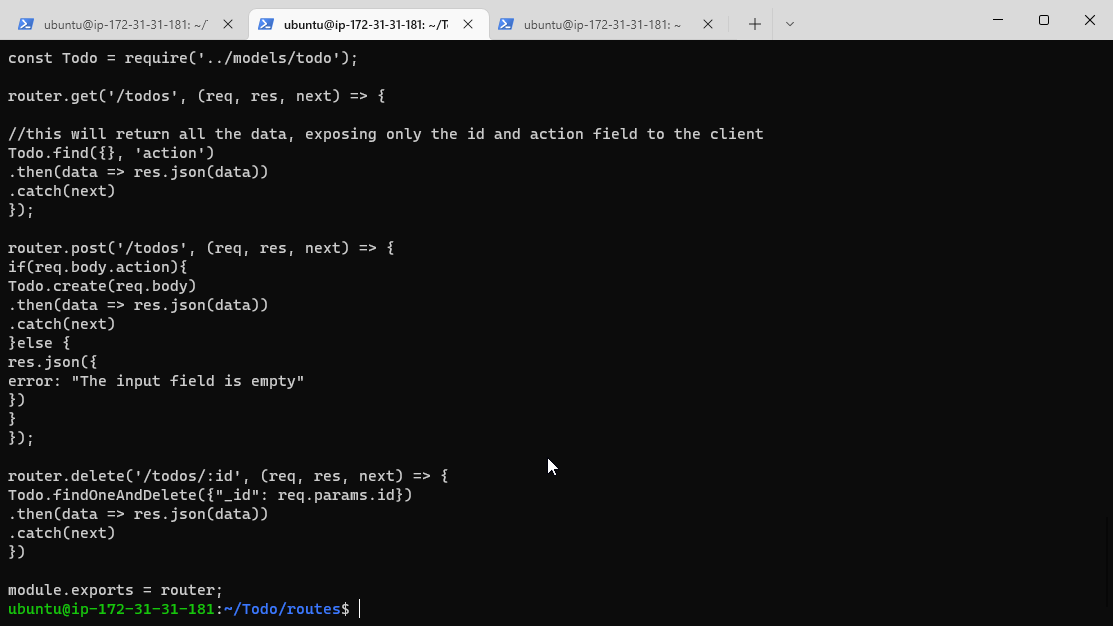 ubuntu@ip-172-31-31-181: ~/
ubuntu@ip-172-31-31-181: ~/T
ubuntu@ip-172-31-31-181: ~
const Todo = require('../models/todo');
router.get('/todos', (req, res, next) => {
//this will return all the data, exposing only the id and action field to the client
Todo.find({}, 'action')
.then(data => res.json(data))
.catch(next)
});
router.post('/todos', (req, res, next) => {
if(req.body.action){
Todo.create(req.body)
.then(data => res.json(data))
.catch(next)
}else {
res.json({
error: "The input field is empty"
})
}
});
router.delete('/todos/:id', (req, res, next) => {
Todo.findOneAndDelete({"_id": req.params.id})
.then(data => res.json(data))
.catch(next)
})
module.exports = router;
ubuntu@ip-172-31-31-181:~/Todo/routes$